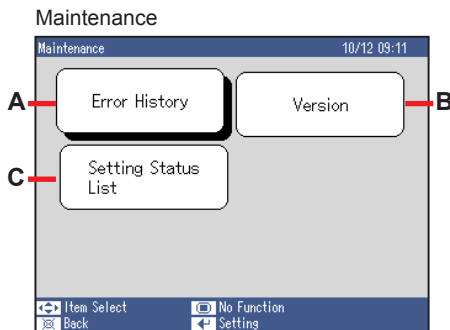 Maintenance
Maintenance 10/12 09:11
A Error History Version B
C Setting Status
List
Item Select No Function
Back Setting